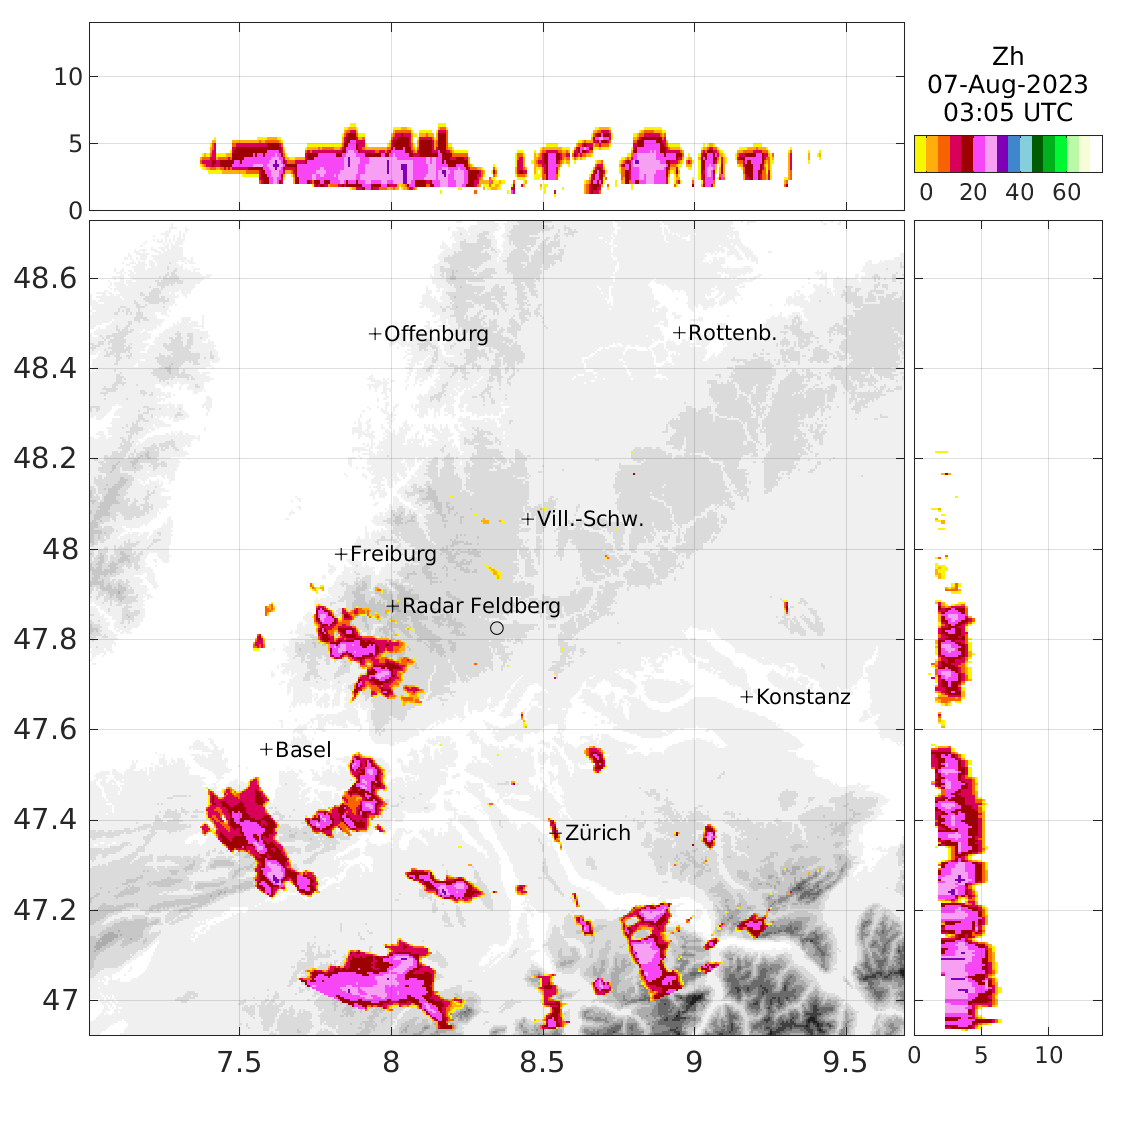 Zh
07-Aug-2023
03:05 UTC
0 20 40 60
10
5
0
48.6
48.4
48.2
48
47.8
47.6
47.4
47.2
47
+Offenburg
+Rottenb.
+Vill.-Schw.
+Freiburg
+Radar Feldberg
+Konstanz
+Basel
+Zürich
7.5 8 8.5 9 9.5
0 5 10